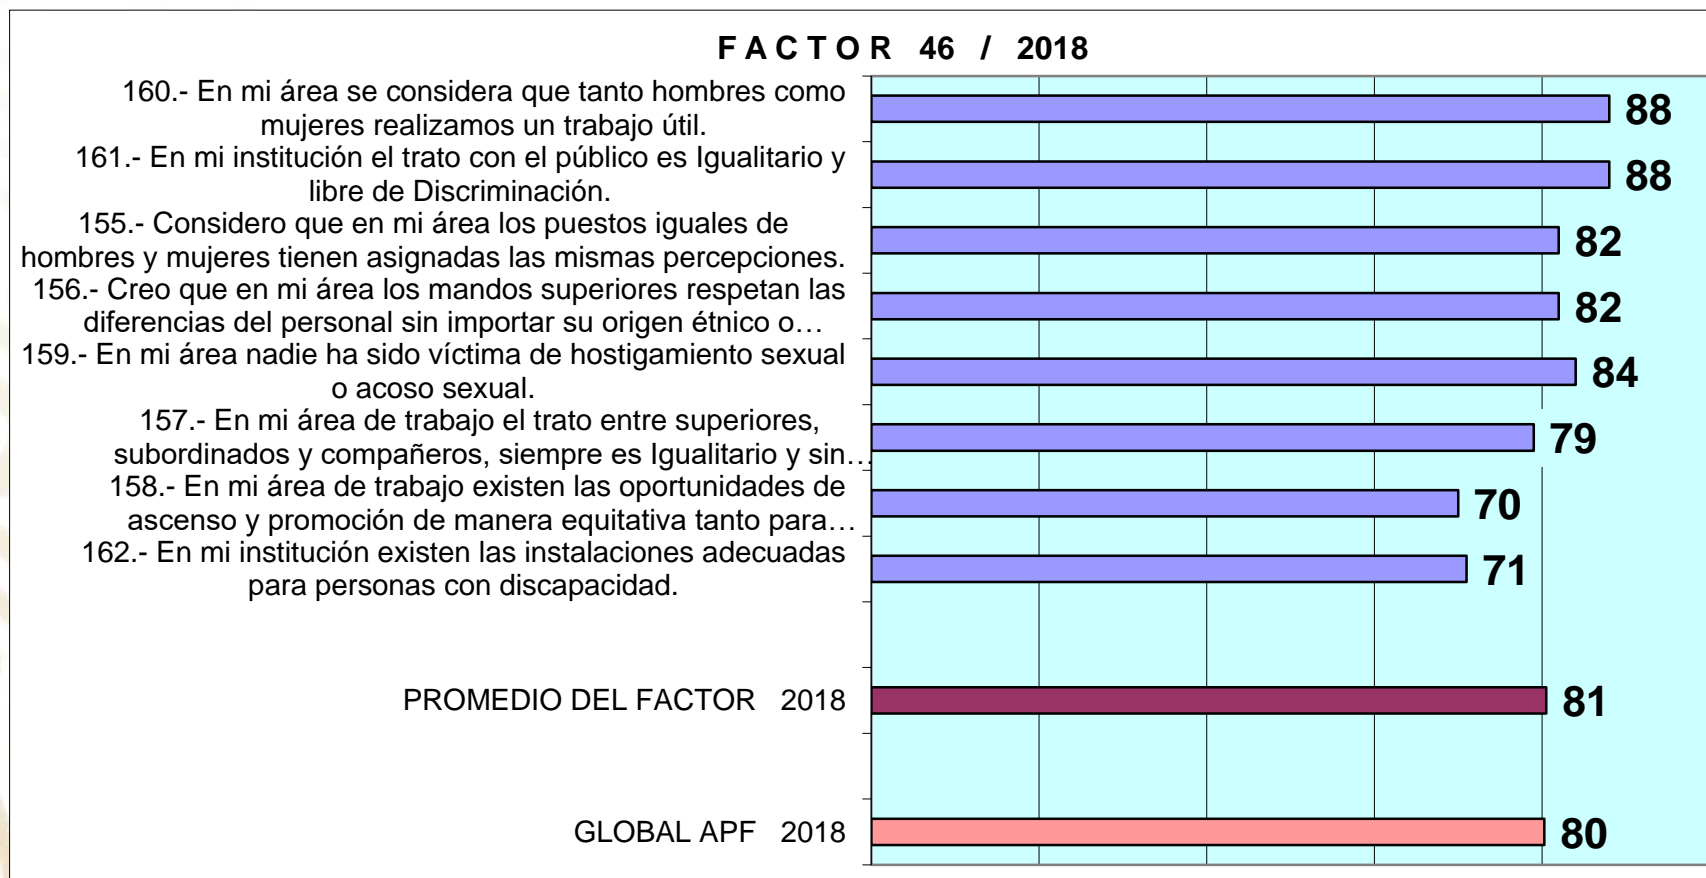 FACTOR 46 / 2018
160.- En mi área se considera que tanto hombres como
mujeres realizamos un trabajo útil.
88
161.- En mi institución el trato con el público es Igualitario y
libre de Discriminación.
88
155.- Considero que en mi área los puestos iguales de
hombres y mujeres tienen asignadas las mismas percepciones.
82
156.- Creo que en mi área los mandos superiores respetan las
diferencias del personal sin importar su origen étnico o…
82
159.- En mi área nadie ha sido víctima de hostigamiento sexual
o acoso sexual.
84
157.- En mi área de trabajo el trato entre superiores,
subordinados y compañeros, siempre es Igualitario y sin…
79
158.- En mi área de trabajo existen las oportunidades de
ascenso y promoción de manera equitativa tanto para…
70
162.- En mi institución existen las instalaciones adecuadas
para personas con discapacidad.
71
PROMEDIO DEL FACTOR 2018
81
GLOBAL APF 2018
80